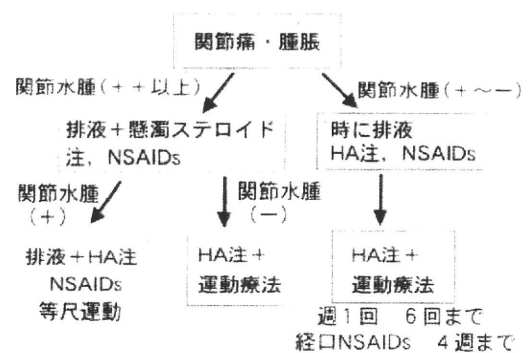 関節痛・腫脹
関節水腫(++以上)
関節水腫(+~-)
排液+懸濁ステロイド
注, NSAIDs
時に排液
HA注, NSAIDs
関節水腫
(+)
関節水腫
(-)
排液+HA注
NSAIDs
等尺運動
HA注+
運動療法
HA注+
運動療法
週1回 6回まで
経口NSAIDs 4週まで